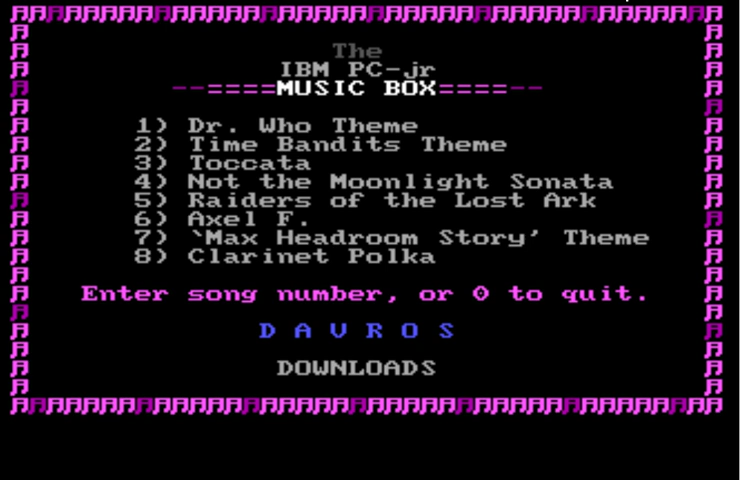 The
IBM PC-jr
--====MUSIC BOX====--
1) Dr. Who Theme
2) Time Bandits Theme
3) Toccata
4) Not the Moonlight Sonata
5) Raiders of the Lost Ark
6) Axel F.
7) `Max Headroom Story' Theme
8) Clarinet Polka
Enter song number, or 0 to quit.
D A V R O S
DOWNLOADS